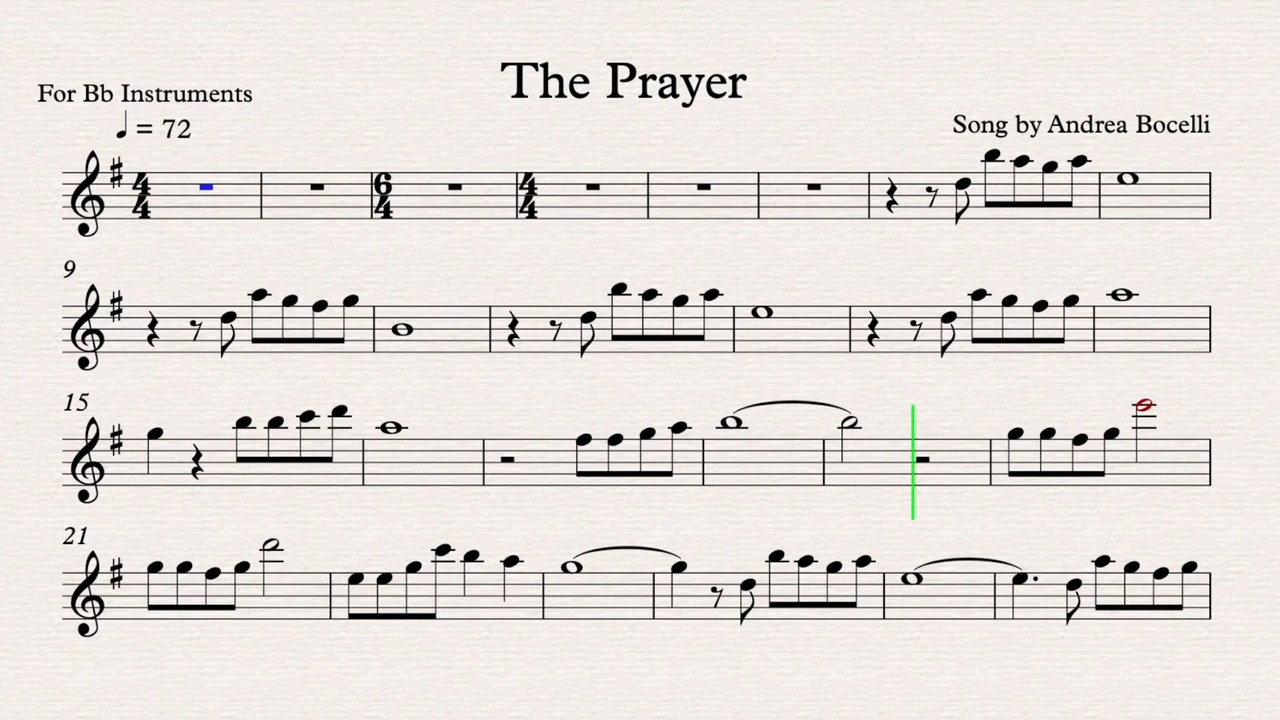 The Prayer
For Bb Instruments
♩ = 72
Song by Andrea Bocelli
4
4
6
4
4
4
9
15
21